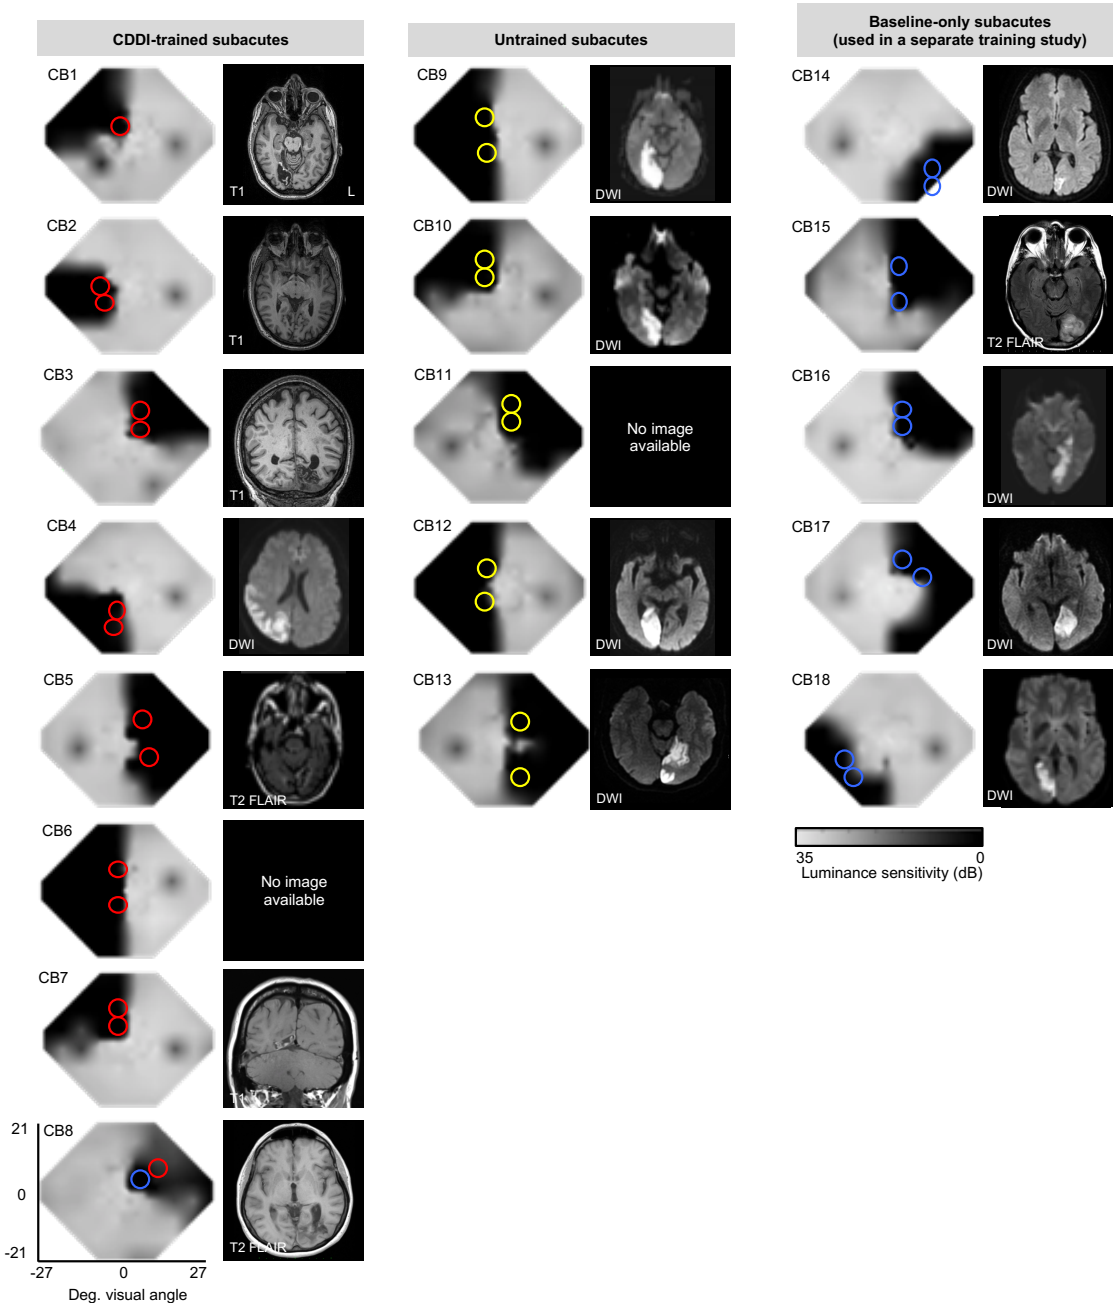 CDDI-trained subacutes
Untrained subacutes
Baseline-only subacutes
(used in a separate training study)
CB1
T1
L
CB2
T1
CB3
T1
CB4
DWI
CB5
T2 FLAIR
CB6
No image
available
CB7
T1
21
CB8
0
-21
T2 FLAIR
-27
0
27
Deg. visual angle
CB9
DWI
CB10
DWI
CB11
No image
available
CB12
DWI
CB13
DWI
CB14
DWI
CB15
T2 FLAIR
CB16
DWI
CB17
DWI
CB18
DWI
35
0
Luminance sensitivity (dB)